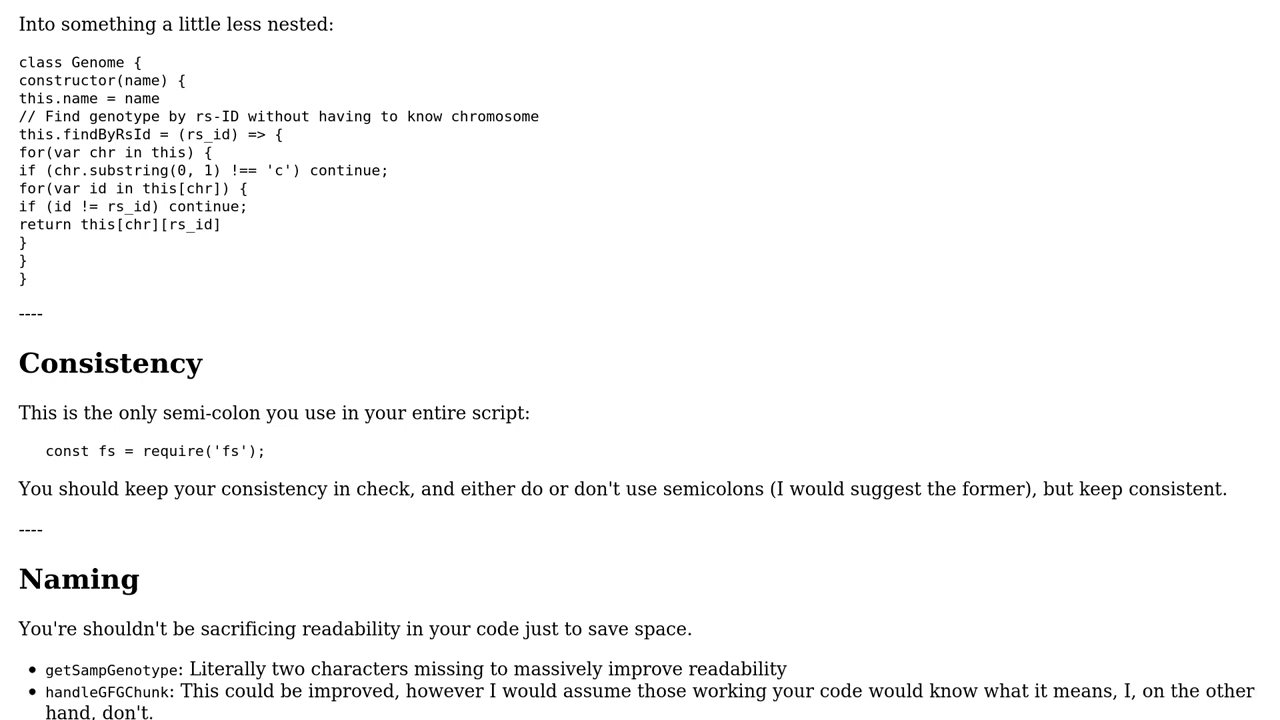 Into something a little less nested:
class Genome {
constructor(name) {
this.name = name
// Find genotype by rs-ID without having to know chromosome
this.findByRsId = (rs_id) => {
for(var chr in this) {
if (chr.substring(0, 1) !== 'c') continue;
for(var id in this[chr]) {
if (id != rs_id) continue;
return this[chr][rs_id]
}
}
}
----
Consistency
This is the only semi-colon you use in your entire script:
const fs = require('fs');
You should keep your consistency in check, and either do or don't use semicolons (I would suggest the former), but keep consistent.
----
Naming
You're shouldn't be sacrificing readability in your code just to save space.
• getSampGenotype: Literally two characters missing to massively improve readability
• handleGFGChunk: This could be improved, however I would assume those working your code would know what it means, I, on the other
hand, don't.